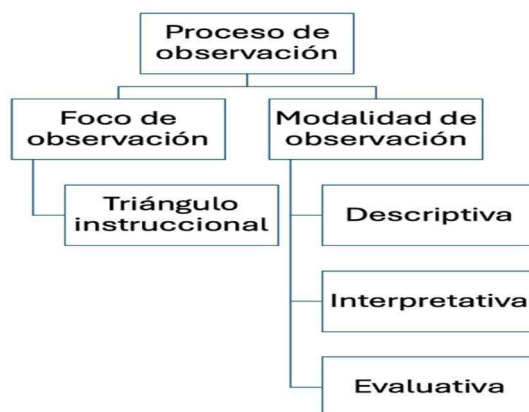 Proceso de
observación
Foco de
observación
Modalidad de
observación
Triángulo
instruccional
Descriptiva
Interpretativa
Evaluativa